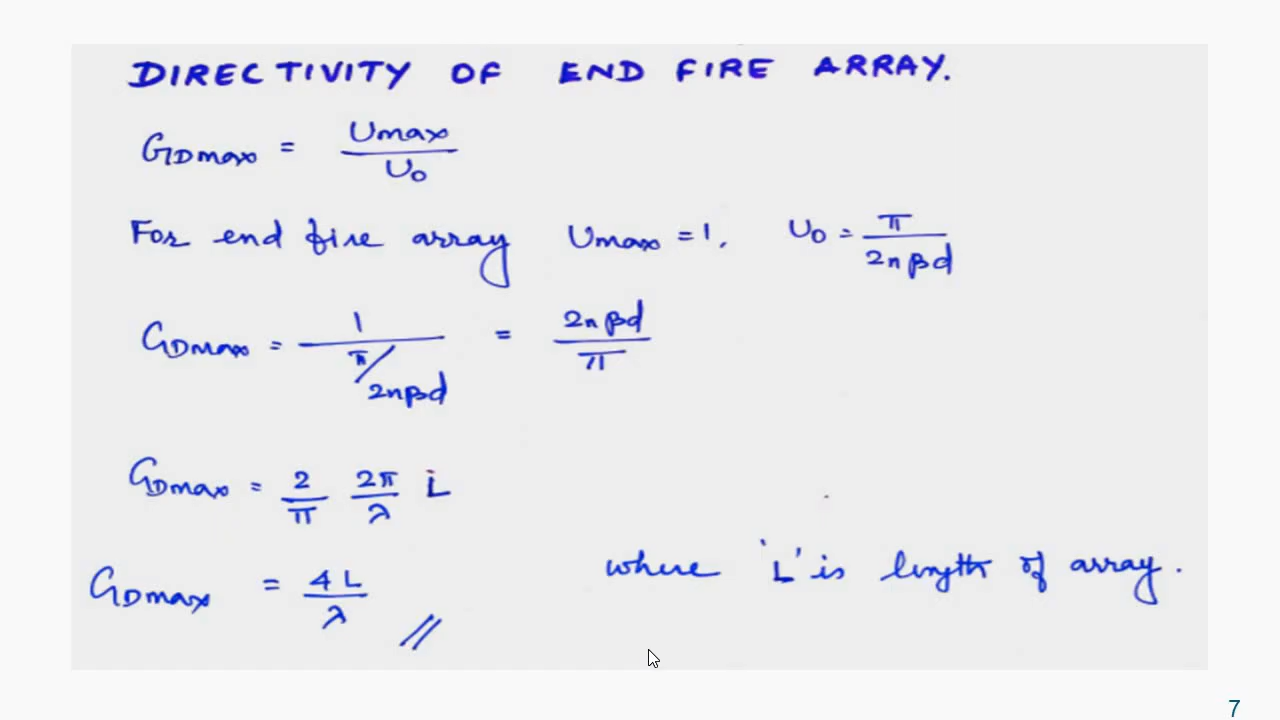 DIRECTIVITY OF END FIRE ARRAY.
GDmax = Umax / U0
For end fire array Umax = 1, U0 = π / 2nβd
GDmax = 1 / π/2nβd = 2nβd / π
GDmax = 2/π 2π/λ L
GDmax = 4L/λ // where 'L' is length of array.
7